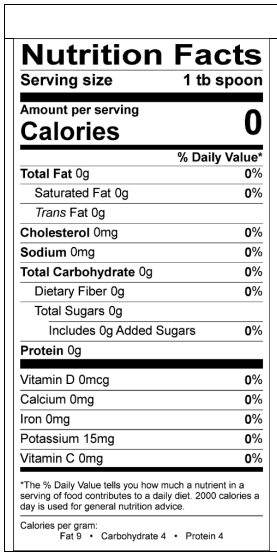 Nutrition Facts
Serving size 1 tb spoon
Amount per serving
Calories 0
% Daily Value*
Total Fat 0g 0%
Saturated Fat 0g 0%
Trans Fat 0g
Cholesterol 0mg 0%
Sodium 0mg 0%
Total Carbohydrate 0g 0%
Dietary Fiber 0g 0%
Total Sugars 0g
Includes 0g Added Sugars 0%
Protein 0g
Vitamin D 0mcg 0%
Calcium 0mg 0%
Iron 0mg 0%
Potassium 15mg 0%
Vitamin C 0mg 0%
*The % Daily Value tells you how much a nutrient in a
serving of food contributes to a daily diet. 2000 calories a
day is used for general nutrition advice.
Calories per gram:
Fat 9 • Carbohydrate 4 • Protein 4